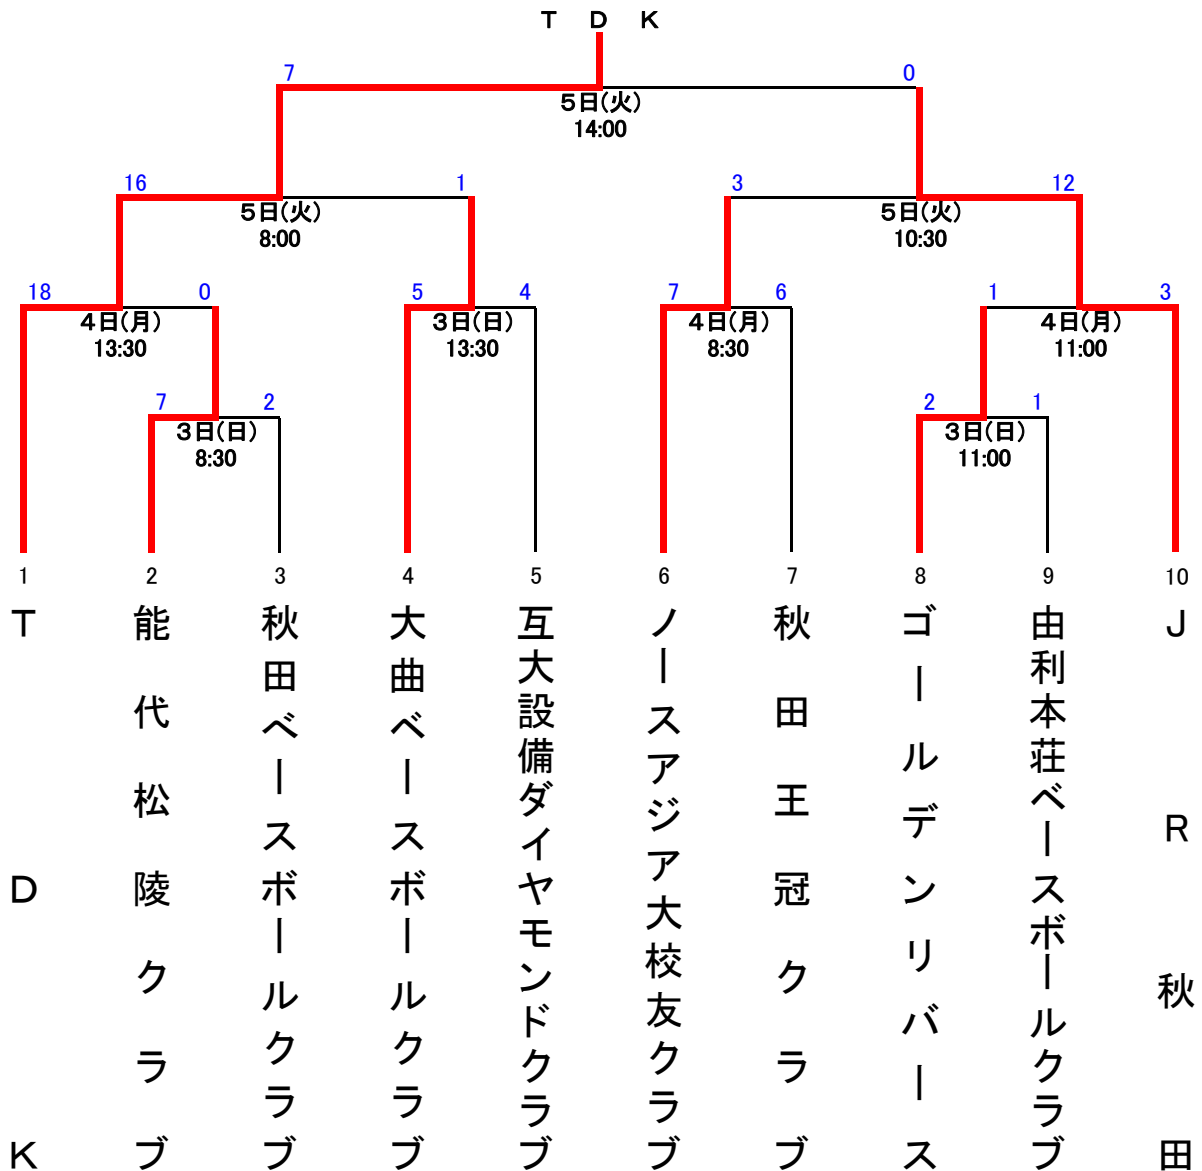 T D K
7 0
5日(火)
14:00
16 1 3 12
5日(火) 5日(火)
8:00 10:30
18 0 5 4 7 6 1 3
4日(月) 3日(日) 4日(月) 4日(月)
13:30 13:30 8:30 11:00
7 2 2 1
3日(日) 3日(日)
8:30 11:00
1 2 3 4 5 6 7 8 9 10
TDK
能代松陵クラブ
秋田ベースボールクラブ
大曲ベースボールクラブ
互大設備ダイヤモンドクラブ
ノースアジア大校友クラブ
秋田王冠クラブ
ゴールデンリバース
由利本荘ベースボールクラブ
JR秋田